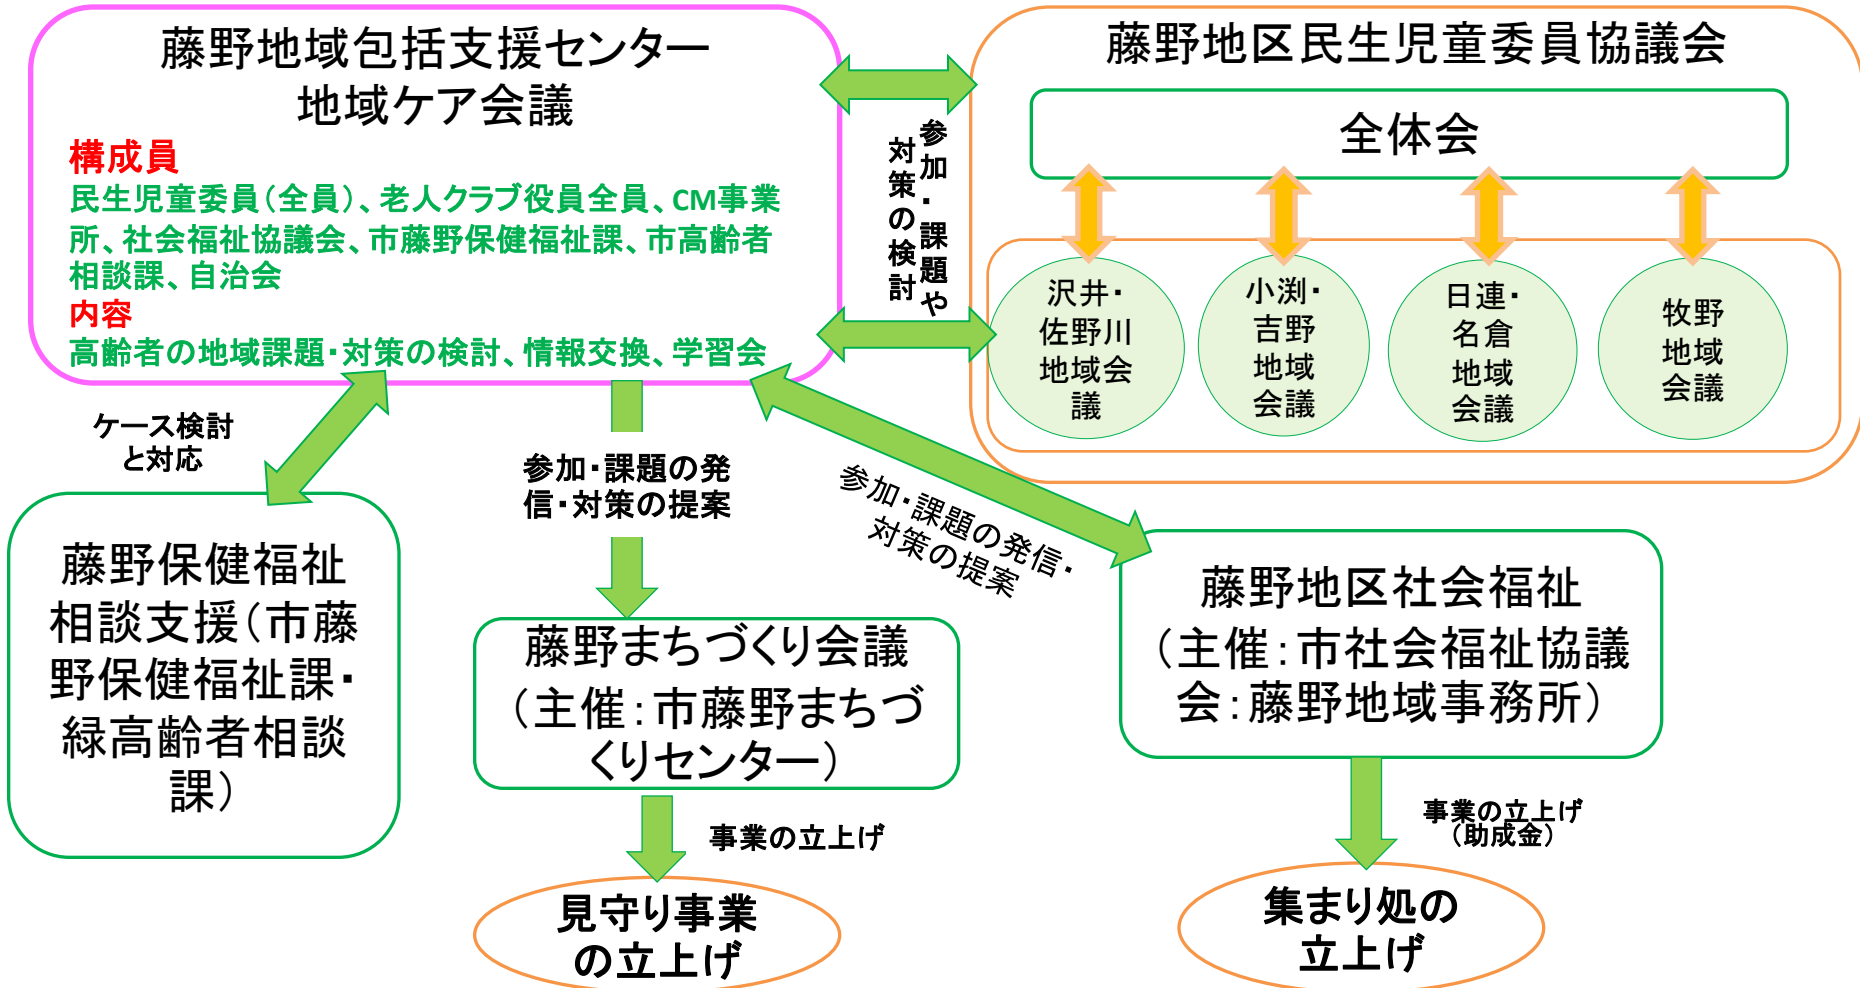 藤野地域包括支援センター
地域ケア会議
構成員
民生児童委員(全員)、老人クラブ役員全員、CM事業
所、社会福祉協議会、市藤野保健福祉課、市高齢者
相談課、自治会
内容
高齢者の地域課題・対策の検討、情報交換、学習会
参加・課題や
対策の検討
藤野地区民生児童委員協議会
全体会
沢井・
佐野川
地域会
議
小渕・
吉野
地域
会議
日連・
名倉
地域
会議
牧野
地域
会議
ケース検討
と対応
参加・課題の発
信・対策の提案
参加・課題の発信・
対策の提案
藤野保健福祉
相談支援(市藤
野保健福祉課・
緑高齢者相談
課)
藤野まちづくり会議
(主催:市藤野まちづ
くりセンター)
藤野地区社会福祉
(主催:市社会福祉協議
会:藤野地域事務所)
事業の立上げ
事業の立上げ
(助成金)
見守り事業
の立上げ
集まり処の
立上げ